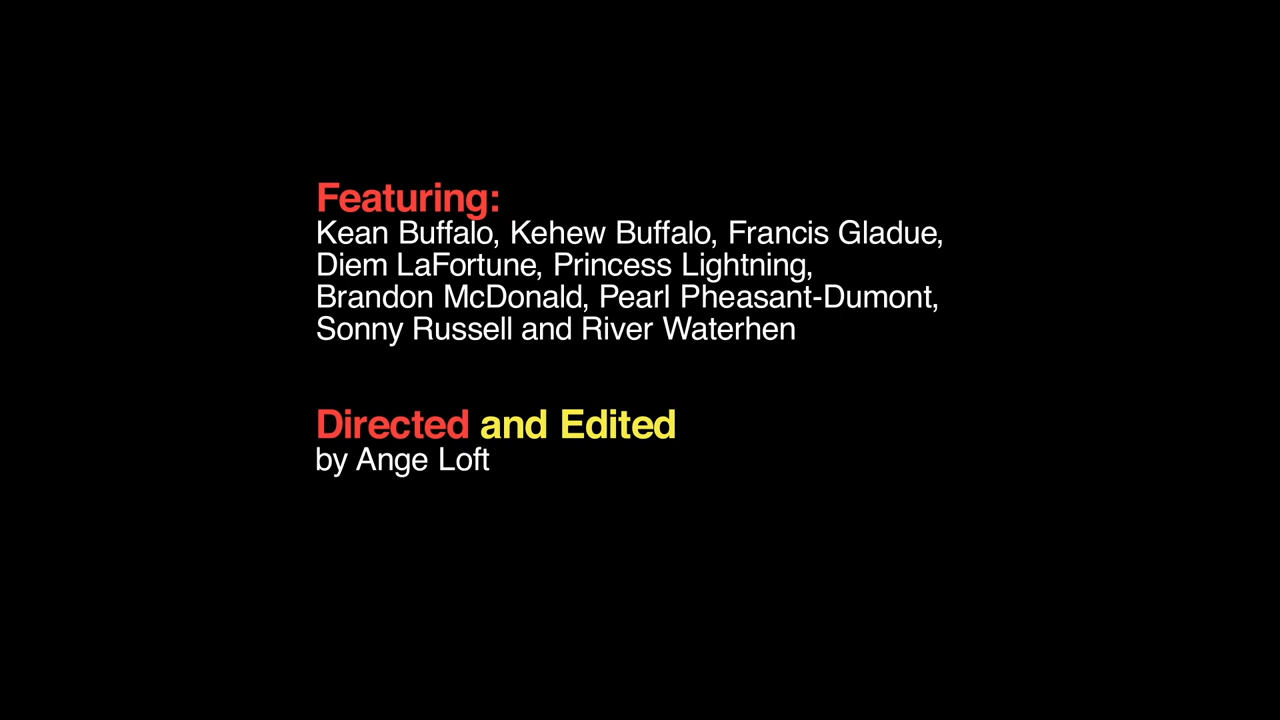 Featuring:
Kean Buffalo, Kehew Buffalo, Francis Gladue,
Diem LaFortune, Princess Lightning,
Brandon McDonald, Pearl Pheasant-Dumont,
Sonny Russell and River Waterhen
Directed and Edited
by Ange Loft